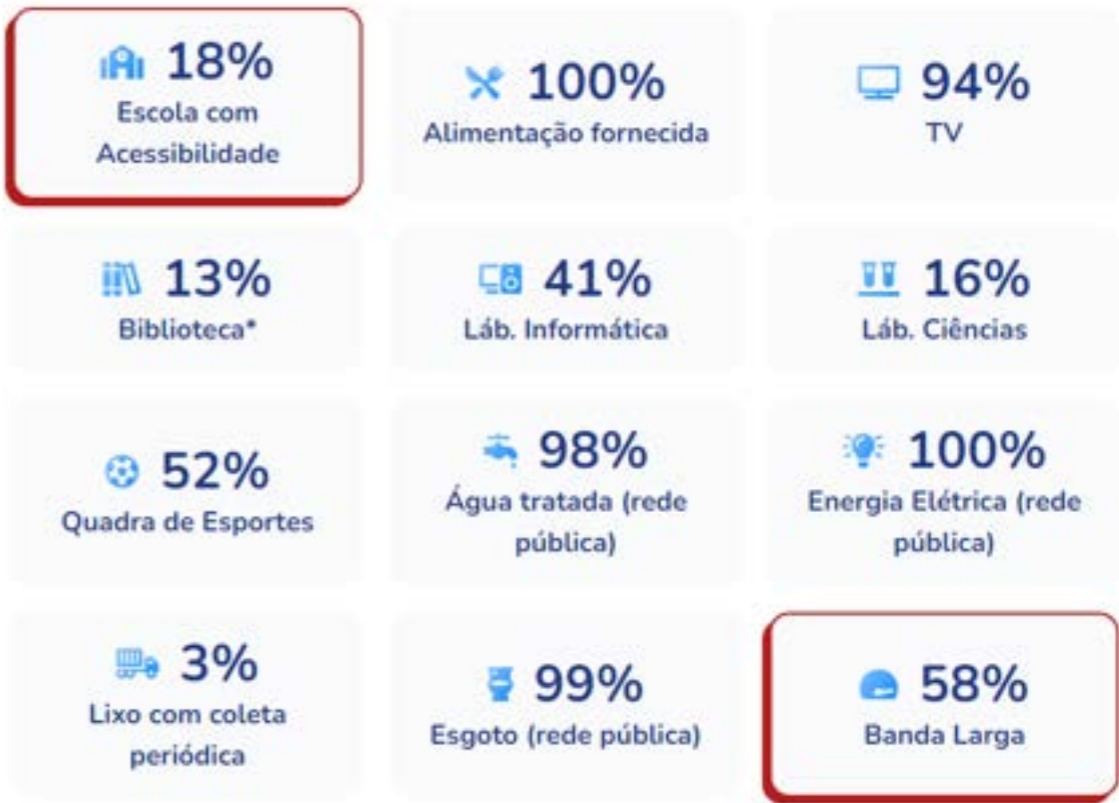 18%
Escola com
Acessibilidade
100%
Alimentação fornecida
94%
TV
13%
Biblioteca*
41%
Láb. Informática
16%
Láb. Ciências
52%
Quadra de Esportes
98%
Água tratada (rede
pública)
100%
Energia Elétrica (rede
pública)
3%
Lixo com coleta
periódica
99%
Esgoto (rede pública)
58%
Banda Larga